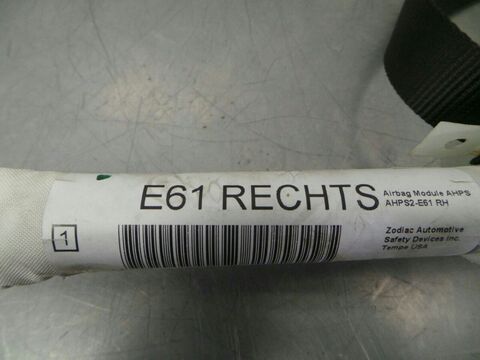 E61 RECHTS
Airbag Module AHPS
AHPS2-E61 RH
1
Zodiac Automotive
Safety Devices Inc.
Tempe USA